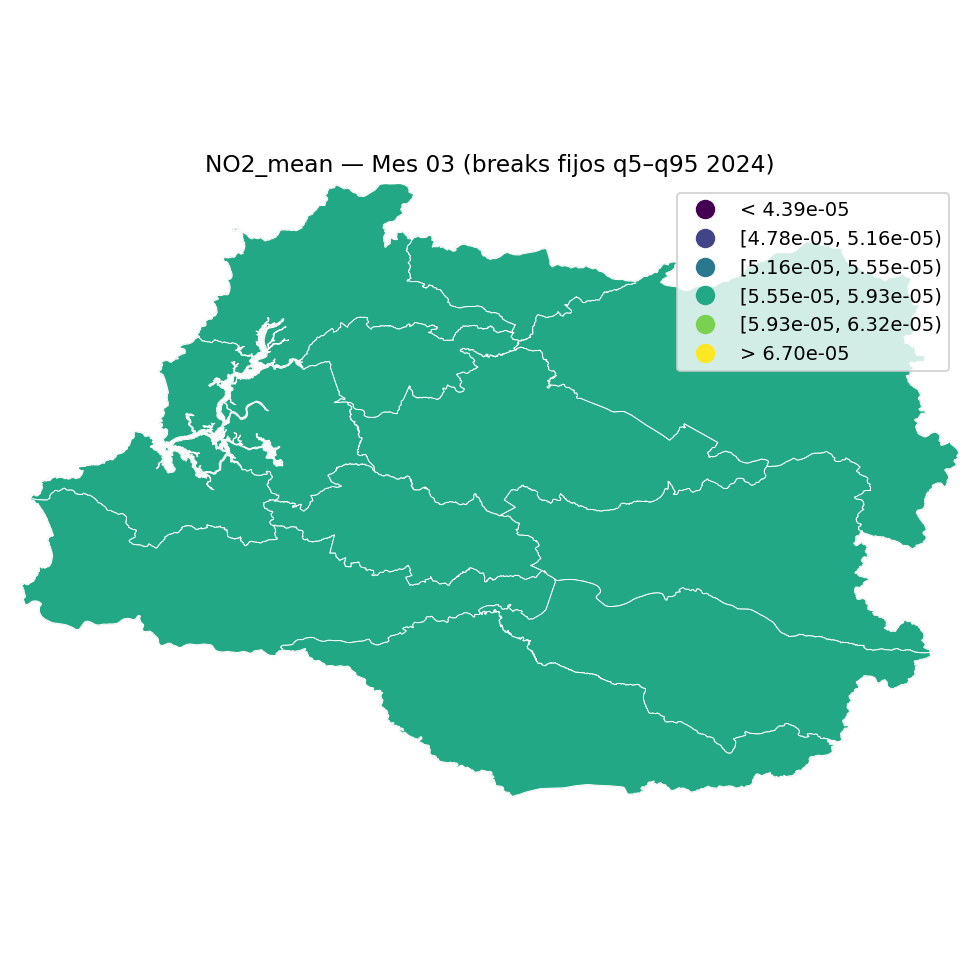 NO2_mean — Mes 03 (breaks fijos q5–q95 2024)
< 4.39e-05
[4.78e-05, 5.16e-05)
[5.16e-05, 5.55e-05)
[5.55e-05, 5.93e-05)
[5.93e-05, 6.32e-05)
> 6.70e-05